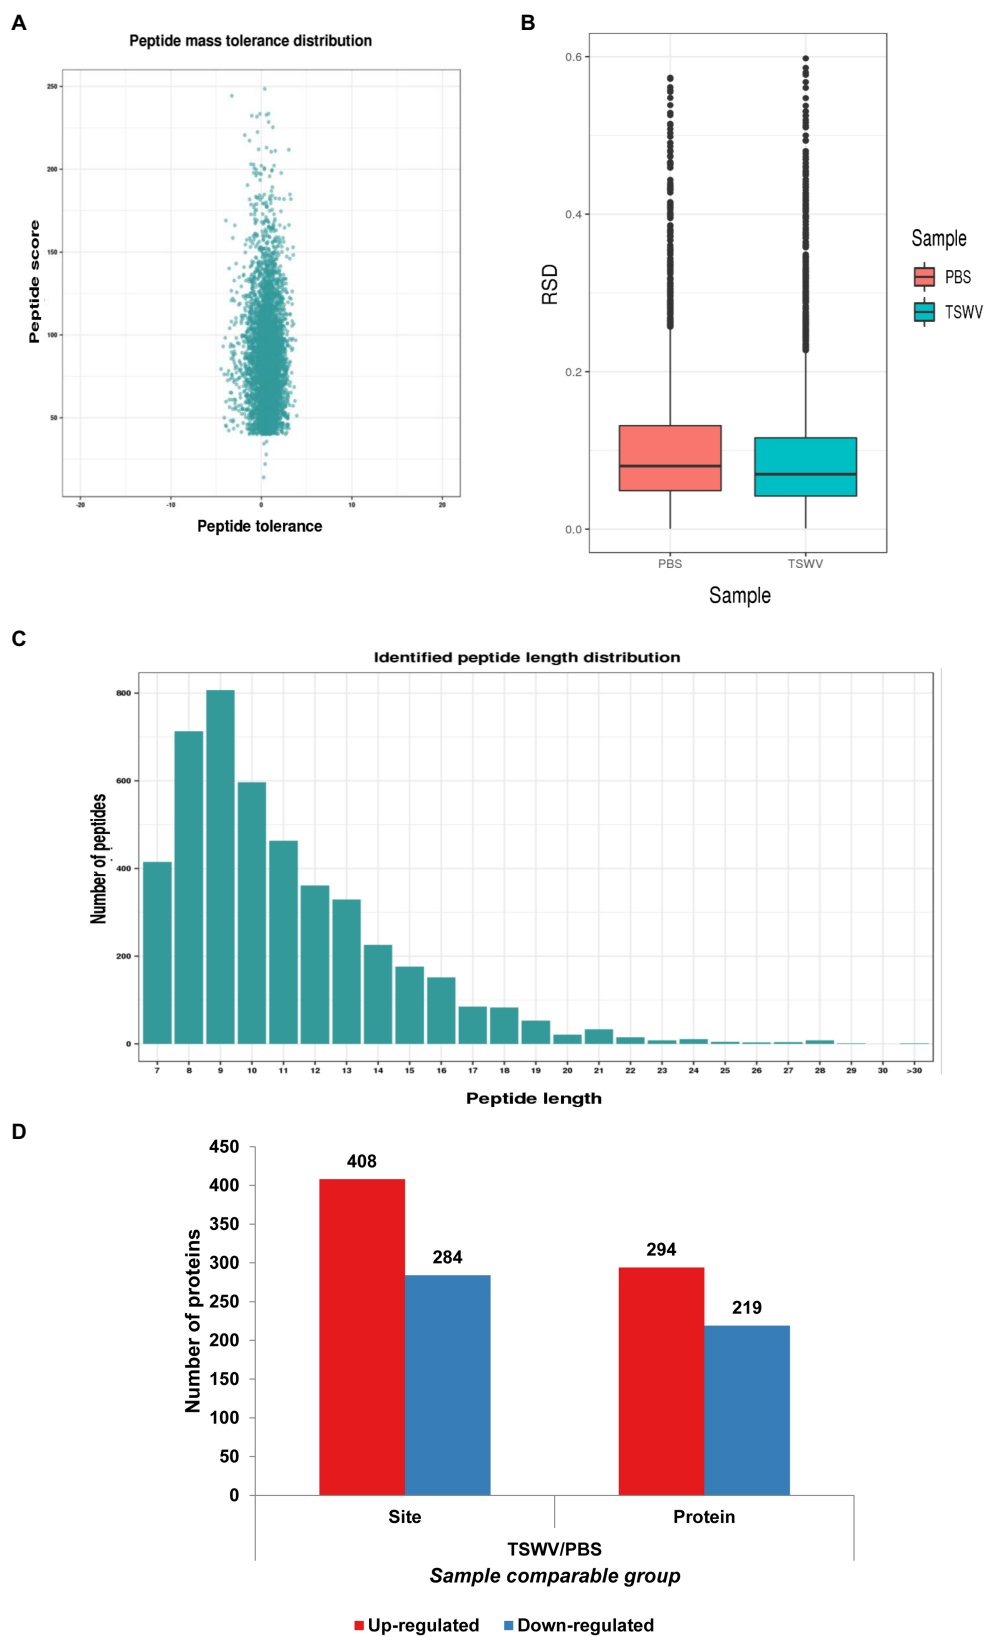 A
Peptide mass tolerance distribution
250
200
150
100
50
Peptide score
-20 -10 0 10 20
Peptide tolerance
B
0.6
0.4
0.2
0.0
RSD
PBS TSWV
Sample
Sample
PBS
TSWV
C
Identified peptide length distribution
800
600
400
200
0
Number of peptides
7 8 9 10 11 12 13 14 15 16 17 18 19 20 21 22 23 24 25 26 27 28 29 30 >30
Peptide length
D
450
400
350
300
250
200
150
100
50
0
Number of proteins
408
284
294
219
Site Protein
TSWV/PBS
Sample comparable group
Up-regulated Down-regulated